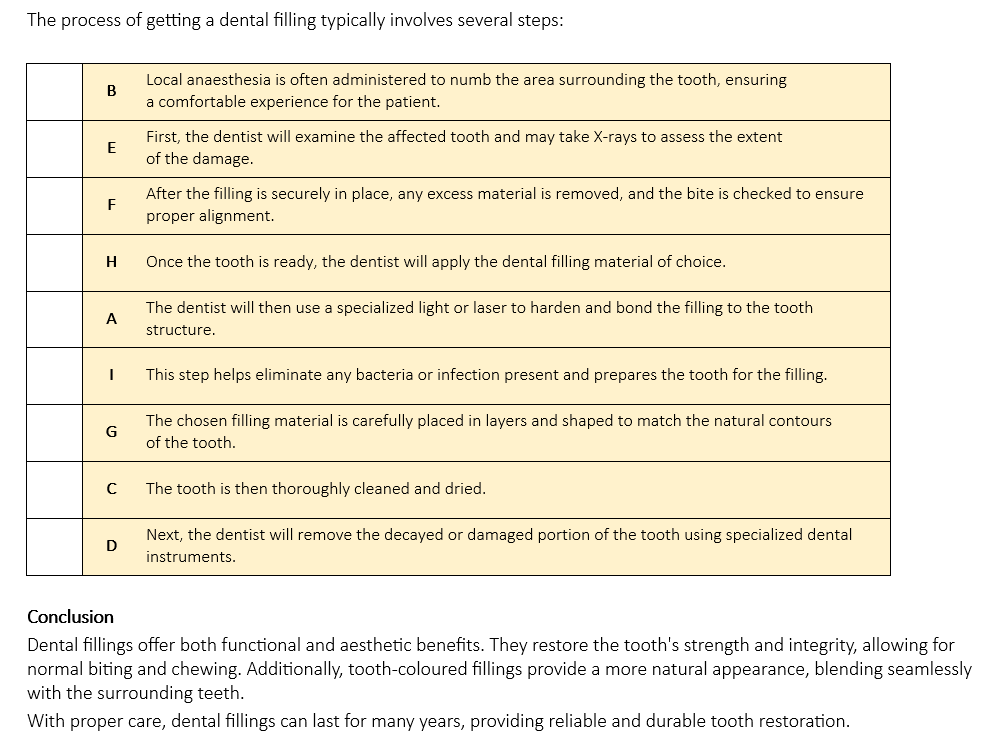 The process of getting a dental filling typically involves several steps:
B
Local anaesthesia is often administered to numb the area surrounding the tooth, ensuring
a comfortable experience for the patient.
E
First, the dentist will examine the affected tooth and may take X-rays to assess the extent
of the damage.
F
After the filling is securely in place, any excess material is removed, and the bite is checked to ensure
proper alignment.
H
Once the tooth is ready, the dentist will apply the dental filling material of choice.
A
The dentist will then use a specialized light or laser to harden and bond the filling to the tooth
structure.
I
This step helps eliminate any bacteria or infection present and prepares the tooth for the filling.
G
The chosen filling material is carefully placed in layers and shaped to match the natural contours
of the tooth.
C
The tooth is then thoroughly cleaned and dried.
D
Next, the dentist will remove the decayed or damaged portion of the tooth using specialized dental
instruments.
Conclusion
Dental fillings offer both functional and aesthetic benefits. They restore the tooth's strength and integrity, allowing for
normal biting and chewing. Additionally, tooth-coloured fillings provide a more natural appearance, blending seamlessly
with the surrounding teeth.
With proper care, dental fillings can last for many years, providing reliable and durable tooth restoration.